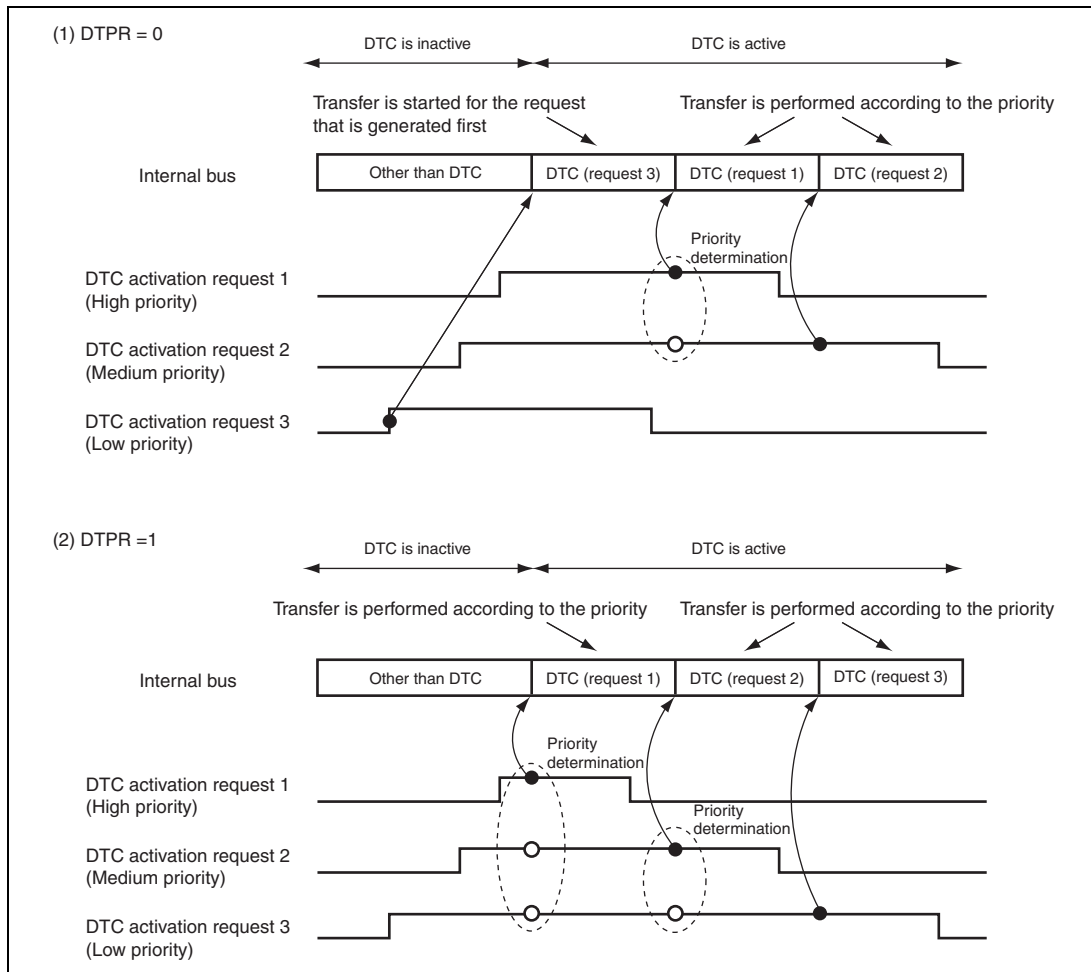 (1) DTPR = 0
DTC is inactive
DTC is active
Transfer is started for the request
that is generated first
Transfer is performed according to the priority
Internal bus
Other than DTC
DTC (request 3)
DTC (request 1)
DTC (request 2)
Priority
determination
DTC activation request 1
(High priority)
DTC activation request 2
(Medium priority)
DTC activation request 3
(Low priority)
(2) DTPR =1
DTC is inactive
DTC is active
Transfer is performed according to the priority
Transfer is performed according to the priority
Internal bus
Other than DTC
DTC (request 1)
DTC (request 2)
DTC (request 3)
Priority
determination
DTC activation request 1
(High priority)
Priority
determination
DTC activation request 2
(Medium priority)
DTC activation request 3
(Low priority)